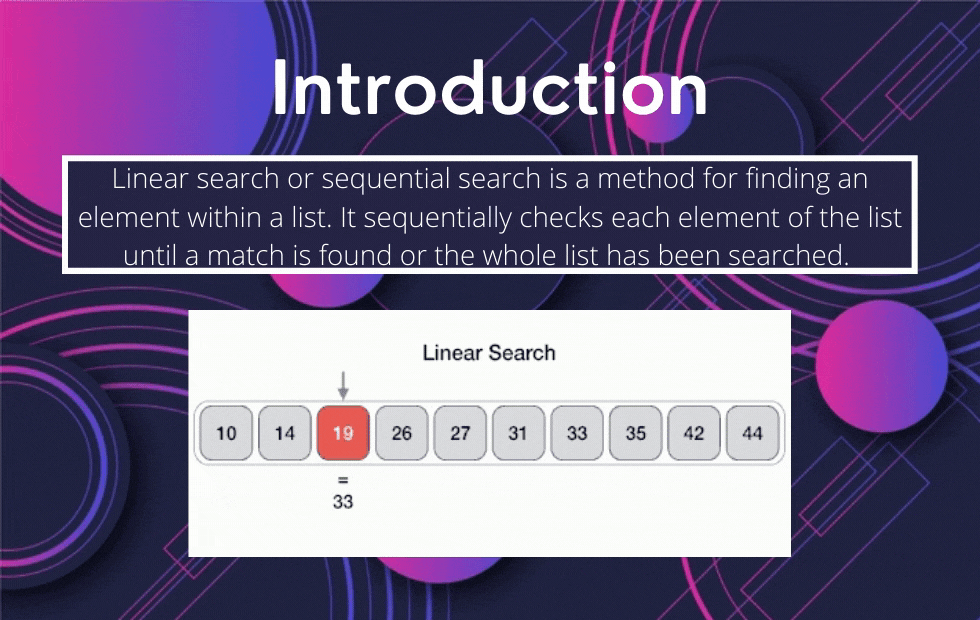 Introduction
Linear search or sequential search is a method for finding an
element within a list. It sequentially checks each element of the list
until a match is found or the whole list has been searched.
Linear Search
10 14 19 26 27 31 33 35 42 44
=
33